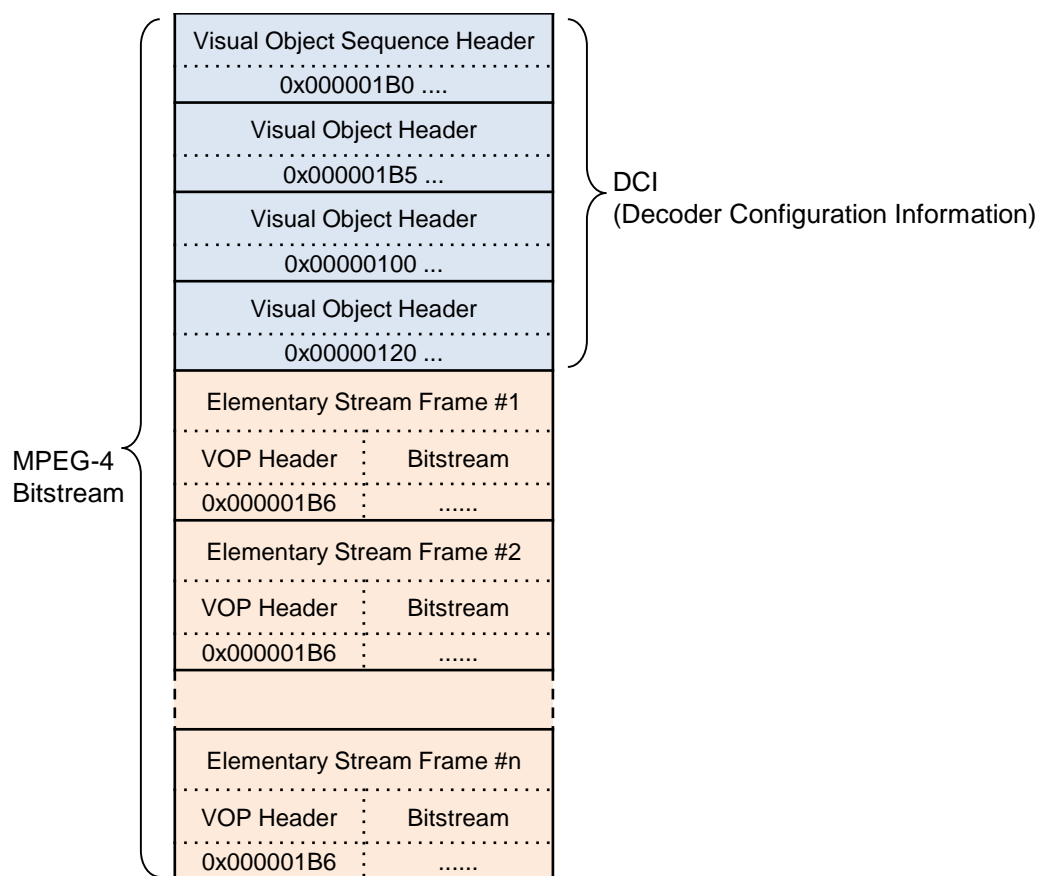 Visual Object Sequence Header
0x000001B0 ....
Visual Object Header
0x000001B5 ...
Visual Object Header
0x00000100 ...
Visual Object Header
0x00000120 ...
DCI
(Decoder Configuration Information)
MPEG-4
Bitstream
Elementary Stream Frame #1
VOP Header Bitstream
0x000001B6 ......
Elementary Stream Frame #2
VOP Header Bitstream
0x000001B6 ......
Elementary Stream Frame #n
VOP Header Bitstream
0x000001B6 ......